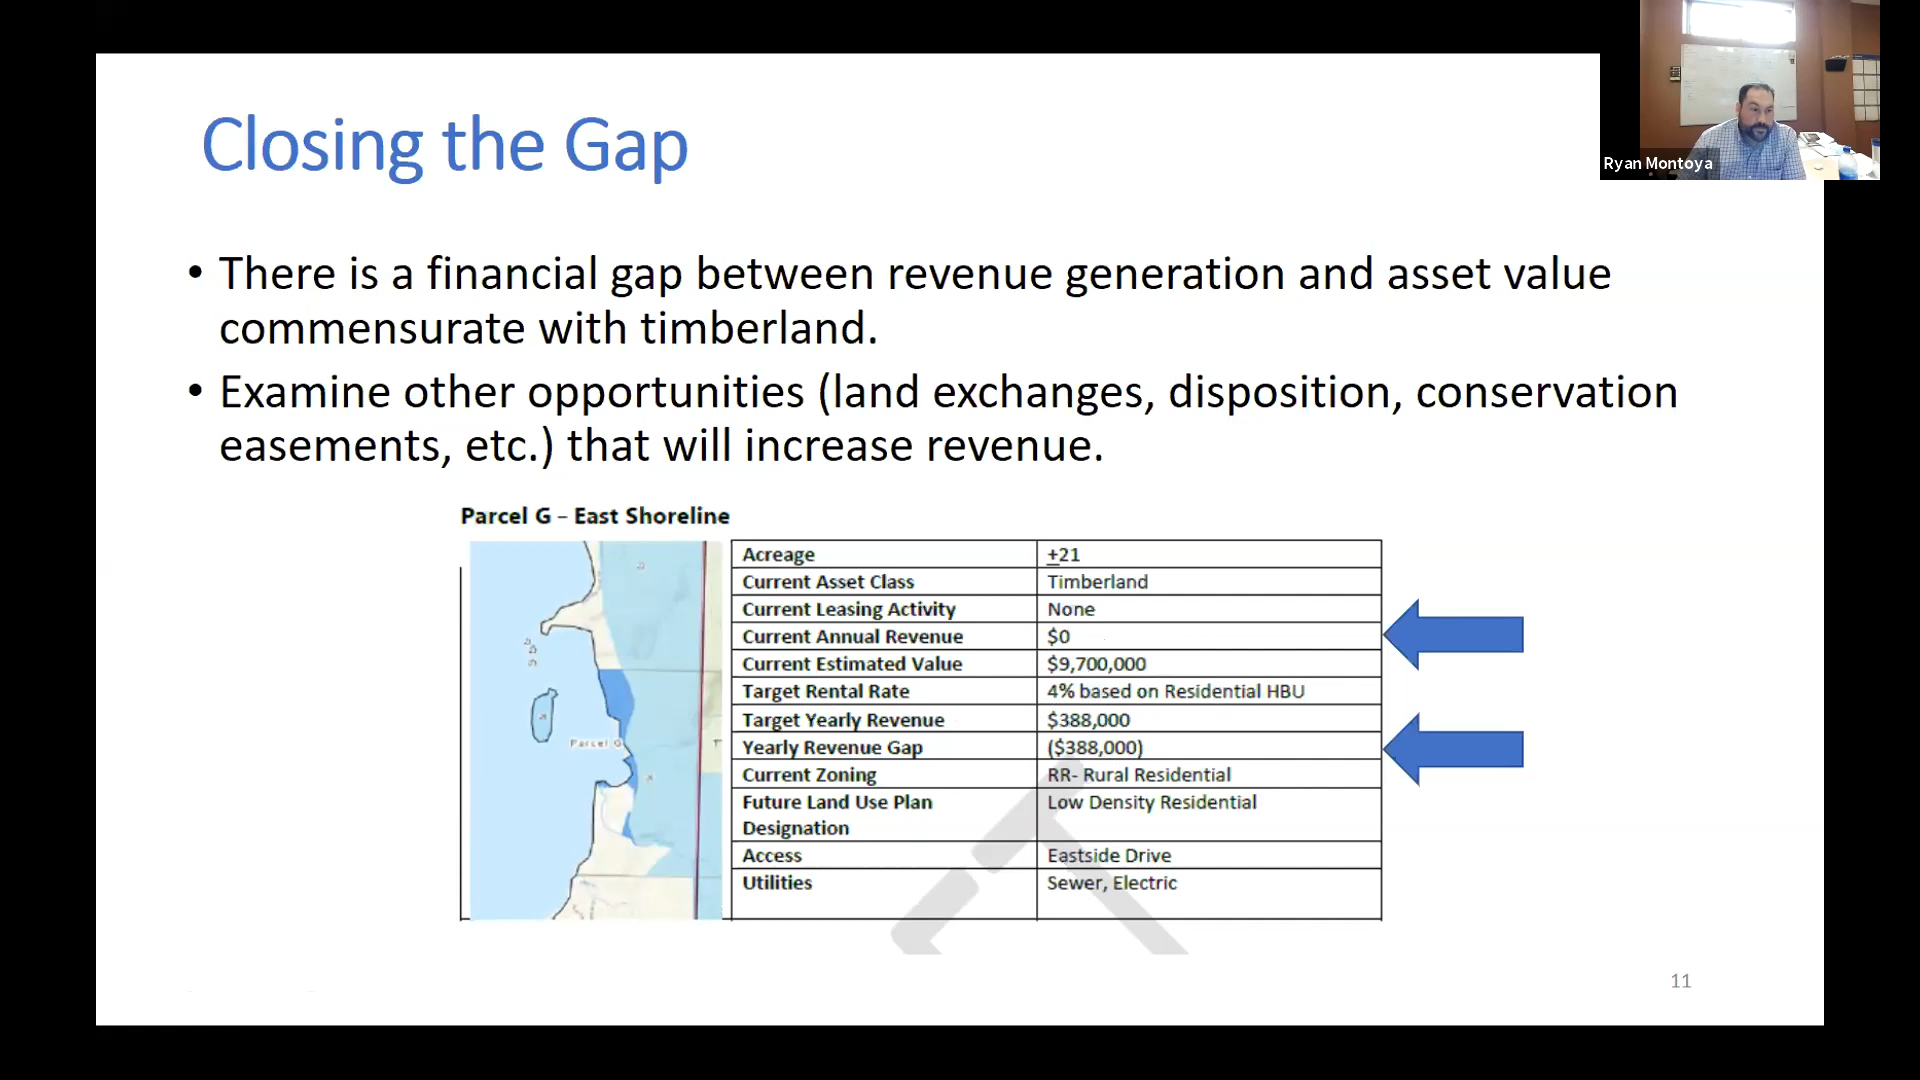 Closing the Gap
Ryan Montoya
• There is a financial gap between revenue generation and asset value
commensurate with timberland.
• Examine other opportunities (land exchanges, disposition, conservation
easements, etc.) that will increase revenue.
Parcel G – East Shoreline
Acreage +21
Current Asset Class Timberland
Current Leasing Activity None
Current Annual Revenue $0
Current Estimated Value $9,700,000
Target Rental Rate 4% based on Residential HBU
Target Yearly Revenue $388,000
Yearly Revenue Gap ($388,000)
Current Zoning RR- Rural Residential
Future Land Use Plan Low Density Residential
Designation
Access Eastside Drive
Utilities Sewer, Electric
Parcel G
11